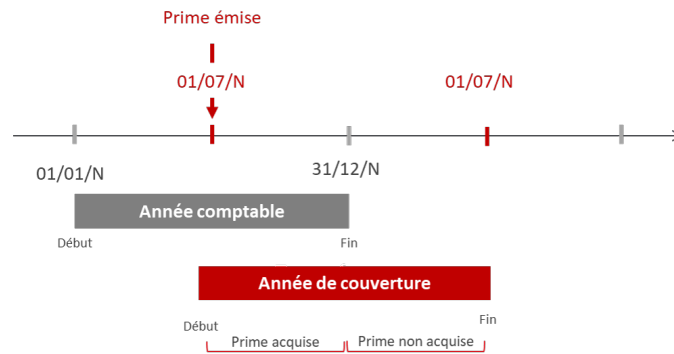 Prime émise
01/07/N
01/07/N
01/01/N
31/12/N
Année comptable
Début
Fin
Année de couverture
Début
Fin
Prime acquise
Prime non acquise